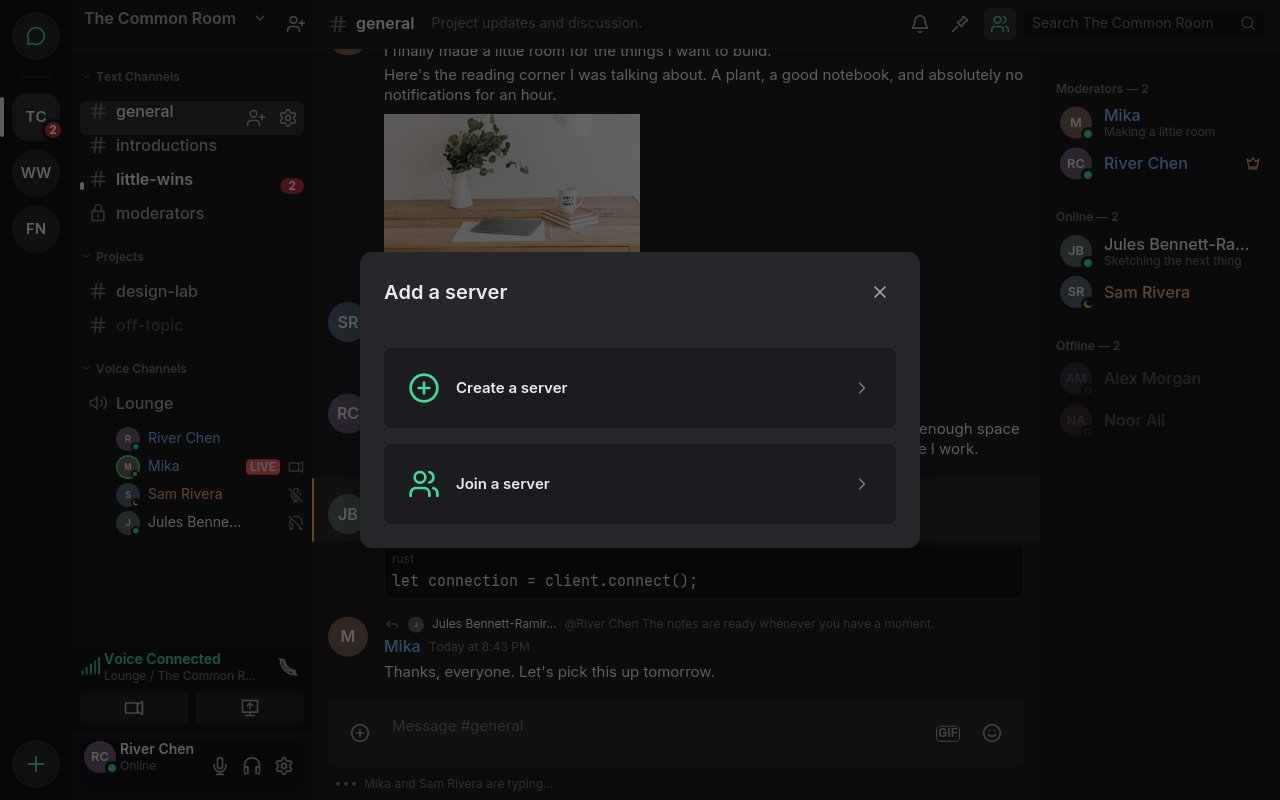 TC
2
WW
FN
The Common Room
Text Channels
general
introductions
little-wins
2
moderators
Projects
design-lab
off-topic
Voice Channels
Lounge
R
River Chen
M
Mika
LIVE
S
Sam Rivera
J
Jules Benne...
Voice Connected
Lounge / The Common R...
RC
River Chen
Online
# general
Project updates and discussion.
Search The Common Room
I finally made a little room for the things I want to build.
Here's the reading corner I was talking about. A plant, a good notebook, and absolutely no
notifications for an hour.
SR
RC
enough space
e I work.
JB
Add a server
Create a server
Join a server
rust
let connection = client.connect();
J
Jules Bennett-Ramir... @River Chen The notes are ready whenever you have a moment.
M
Mika Today at 8:43 PM
Thanks, everyone. Let's pick this up tomorrow.
Message #general
GIF
Mika and Sam Rivera are typing...
Moderators — 2
M
Mika
Making a little room
RC
River Chen
Online — 2
JB
Jules Bennett-Ra...
Sketching the next thing
SR
Sam Rivera
Offline — 2
AM
Alex Morgan
NA
Noor Ali